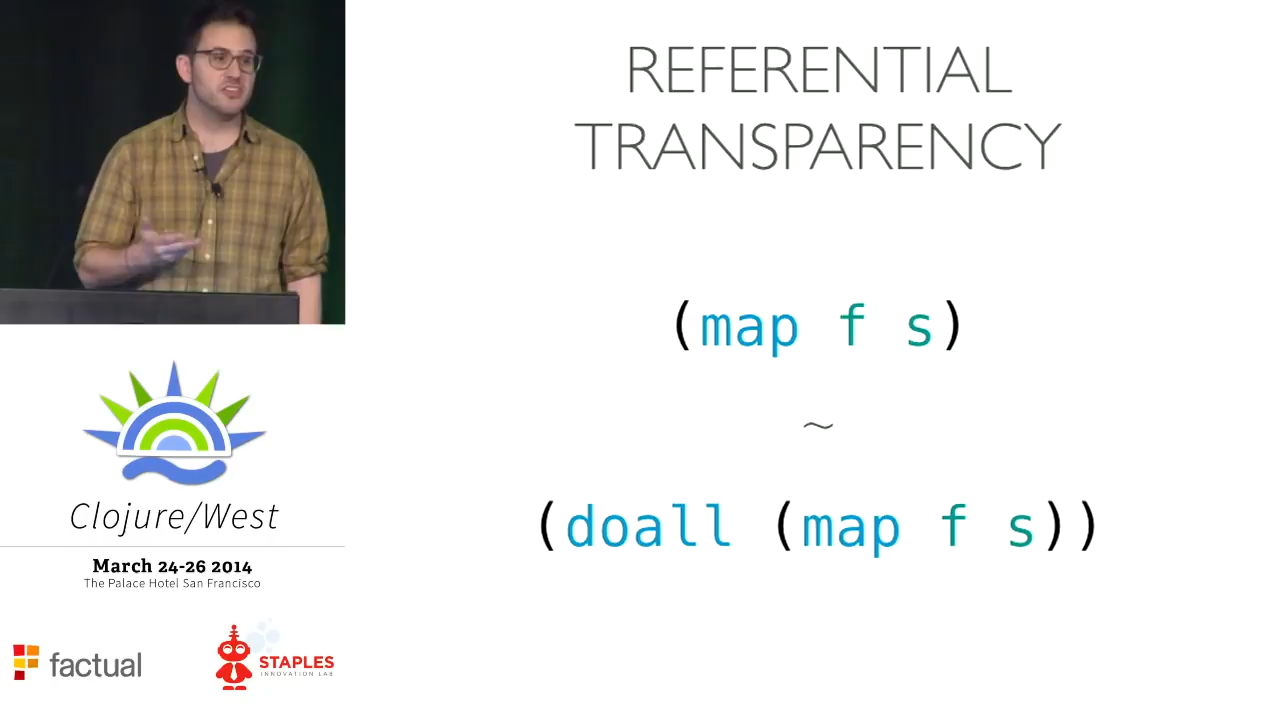 REFERENTIAL
TRANSPARENCY
(map f s)
~
(doall (map f s))
Clojure/West
March 24-26 2014
The Palace Hotel San Francisco
factual
STAPLES
INNOVATION LAB